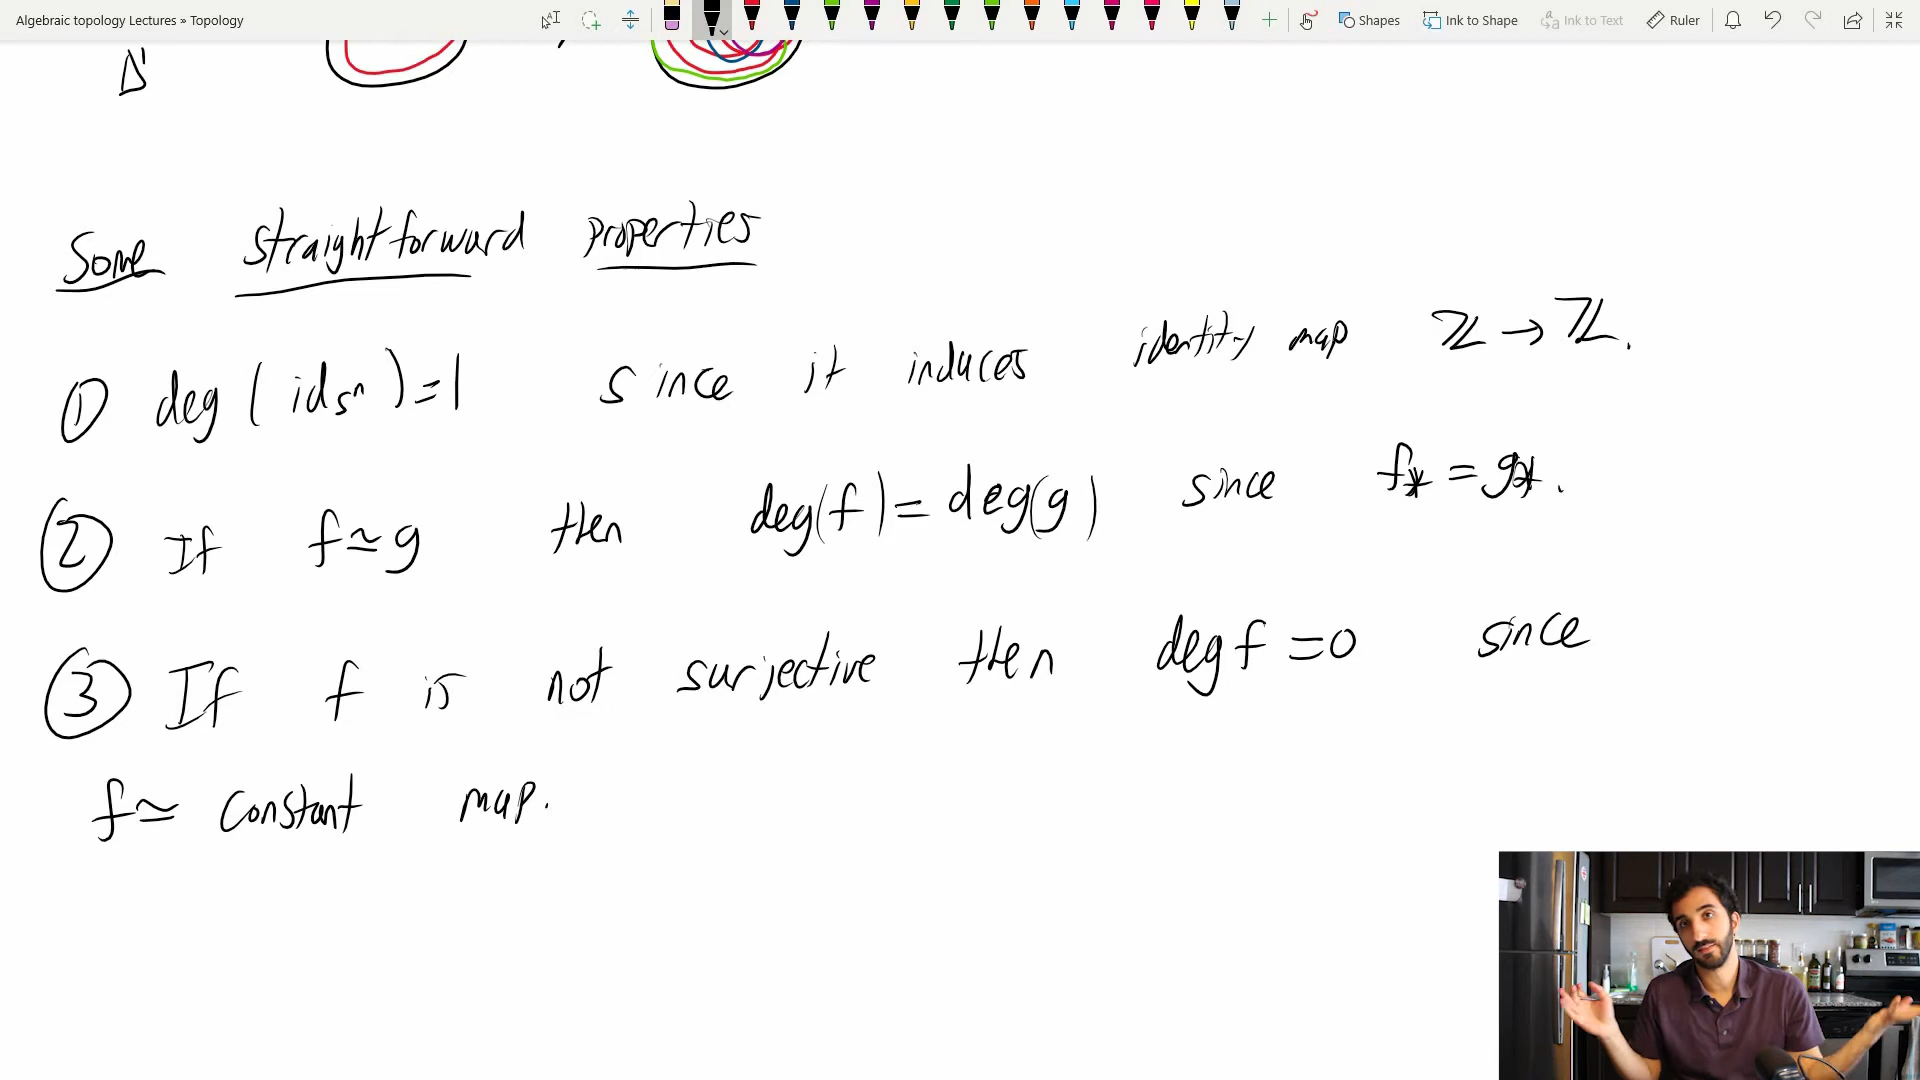 Algebraic topology Lectures » Topology
Shapes Ink to Shape Ink to Text Ruler
Δ¹
Some straightforward properties
① deg(id_{Sⁿ})=1 since it induces identity map ℤ→ℤ.
② If f≃g then deg(f)=deg(g) since f_*=g_*.
③ If f is not surjective then deg f=0 since
f≃ constant map.